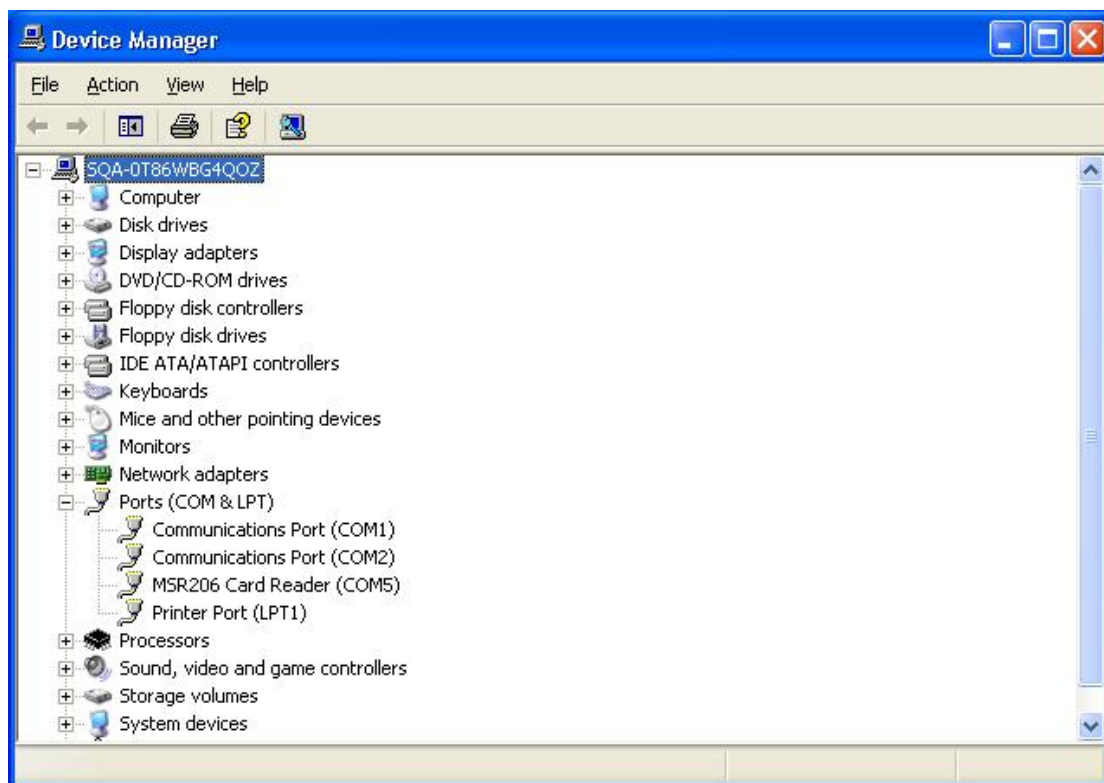 Device Manager
File Action View Help
SQA-0T86WBG4QOZ
Computer
Disk drives
Display adapters
DVD/CD-ROM drives
Floppy disk controllers
Floppy disk drives
IDE ATA/ATAPI controllers
Keyboards
Mice and other pointing devices
Monitors
Network adapters
Ports (COM & LPT)
Communications Port (COM1)
Communications Port (COM2)
MSR206 Card Reader (COM5)
Printer Port (LPT1)
Processors
Sound, video and game controllers
Storage volumes
System devices